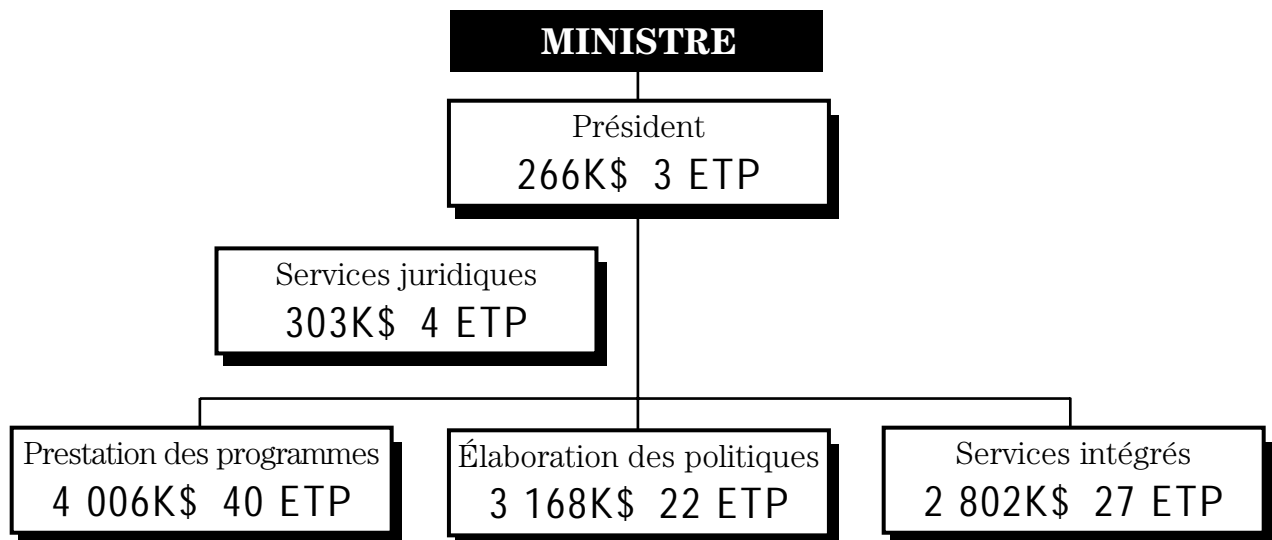 MINISTRE
Président
266K$ 3 ETP
Services juridiques
303K$ 4 ETP
Prestation des programmes
4 006K$ 40 ETP
Élaboration des politiques
3 168K$ 22 ETP
Services intégrés
2 802K$ 27 ETP